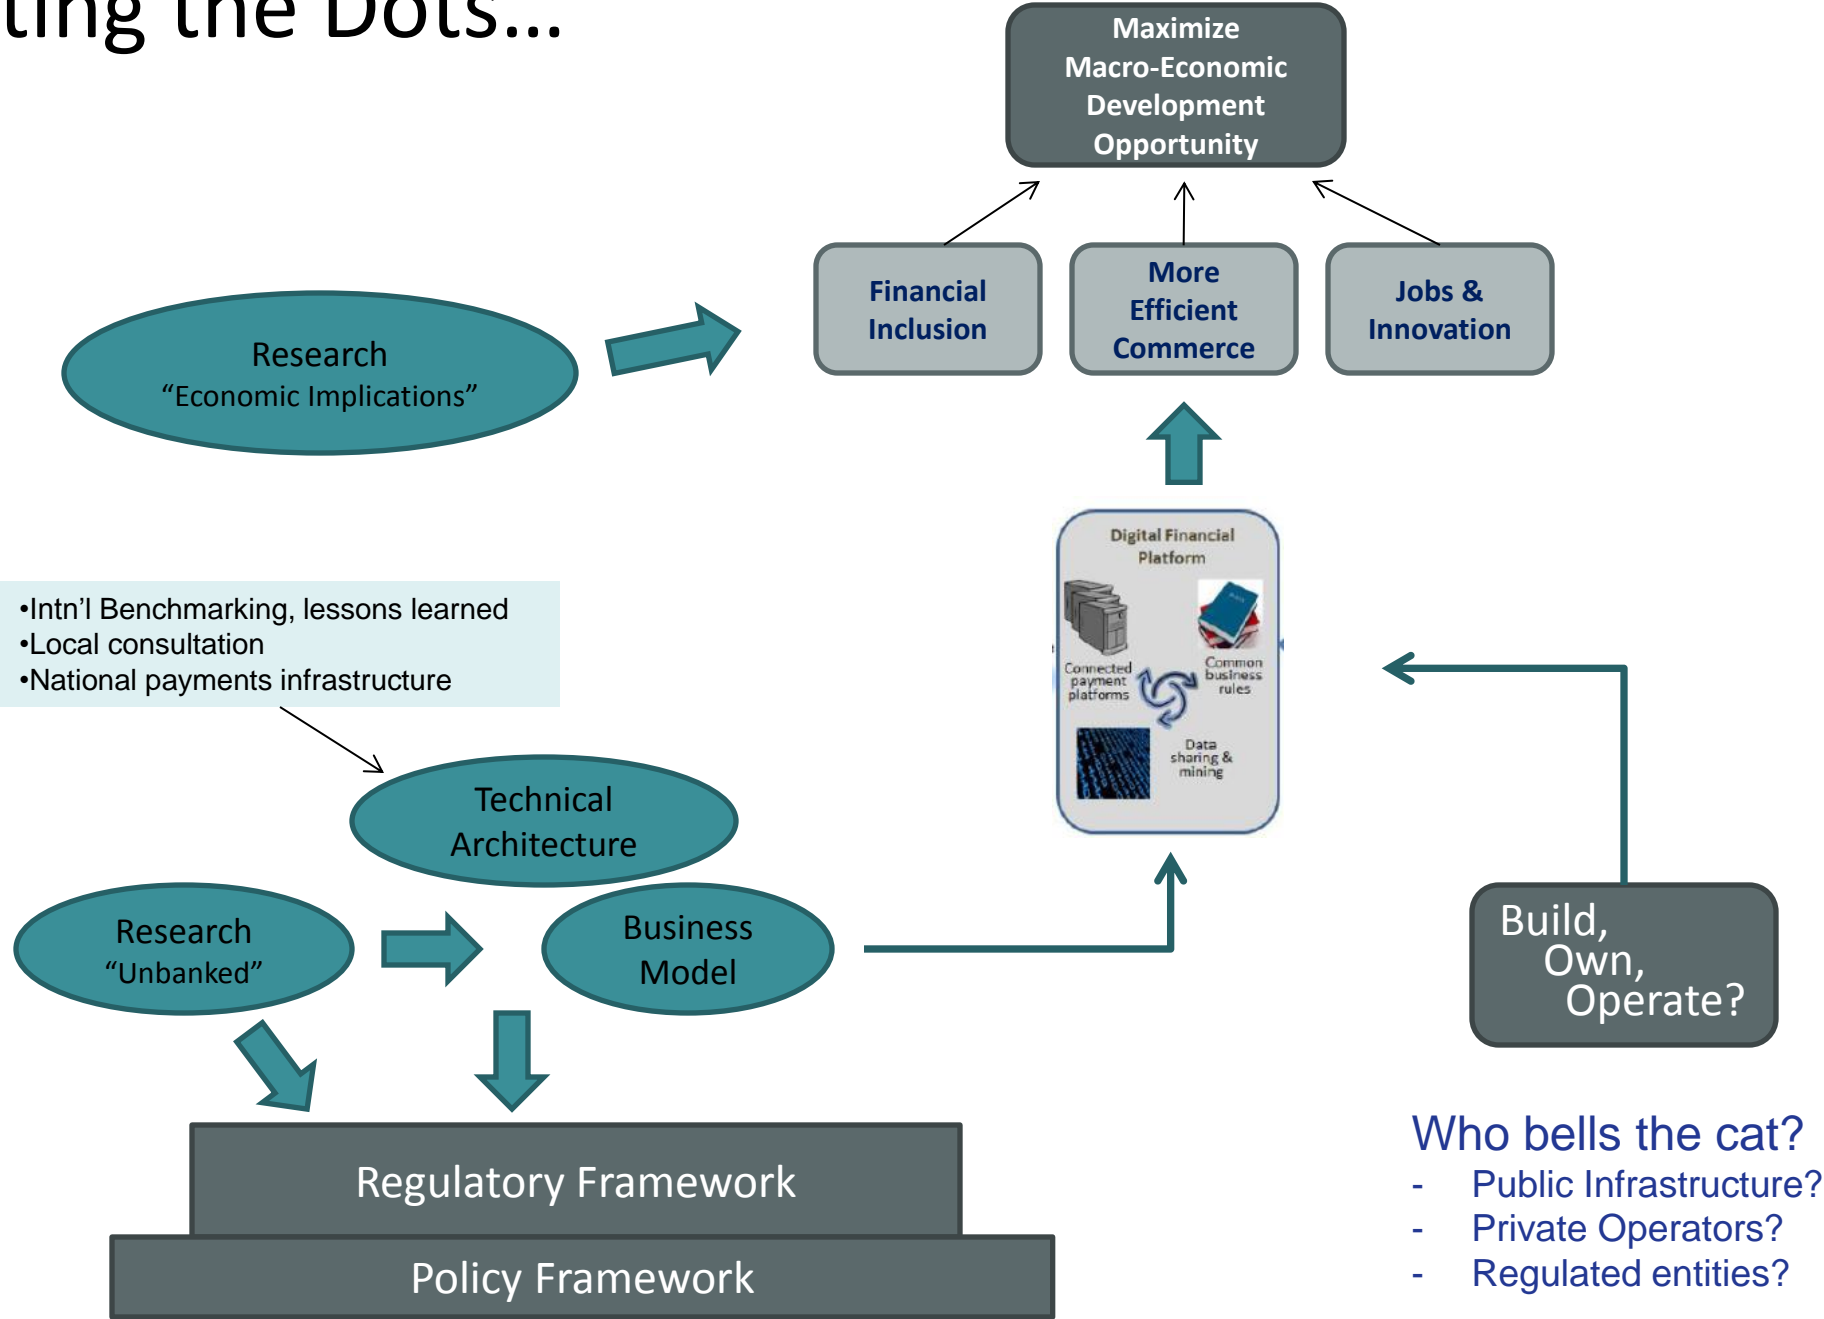 ting the Dots...
Maximize
Macro-Economic
Development
Opportunity
Financial
Inclusion
More
Efficient
Commerce
Jobs &
Innovation
Research
“Economic Implications”
Digital Financial
Platform
Connected
payment
platforms
Common
business
rules
Data
sharing &
mining
•Intn’l Benchmarking, lessons learned
•Local consultation
•National payments infrastructure
Technical
Architecture
Research
“Unbanked”
Business
Model
Build,
Own,
Operate?
Regulatory Framework
Policy Framework
Who bells the cat?
- Public Infrastructure?
- Private Operators?
- Regulated entities?